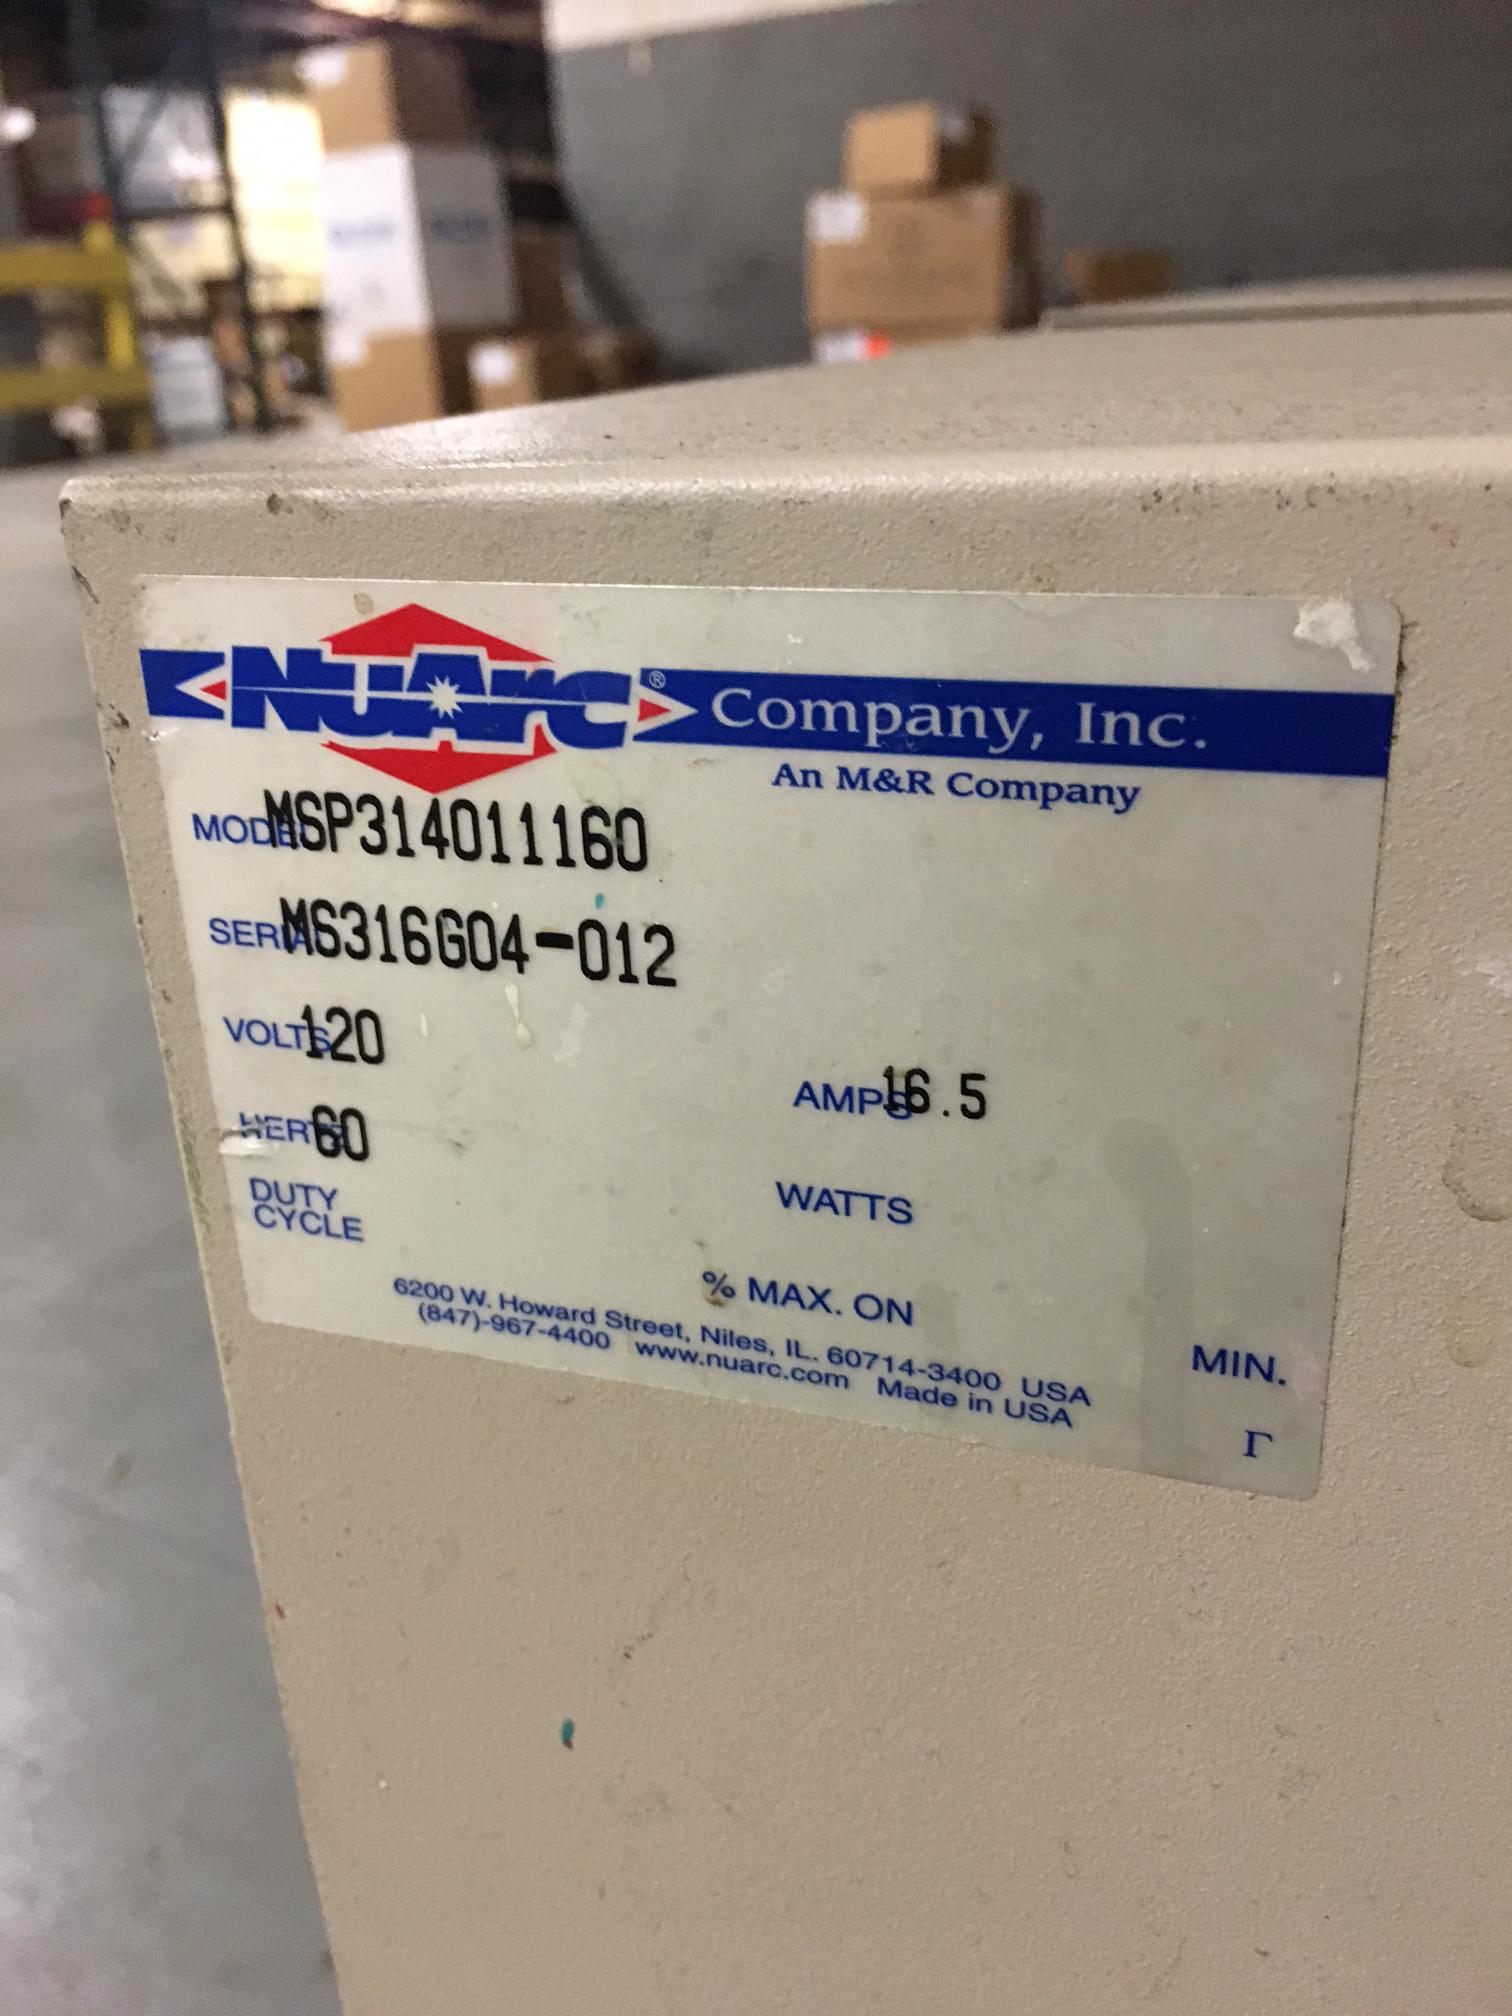 NuArc® Company, Inc.
An M&R Company
MODEL MSP314011160
SERIAL MS316G04-012
VOLTS 120
AMPS 16.5
HERTZ 60
WATTS
DUTY
CYCLE
% MAX. ON
MIN.
6200 W. Howard Street, Niles, IL. 60714-3400 USA
(847)-967-4400 www.nuarc.com Made in USA
Γ